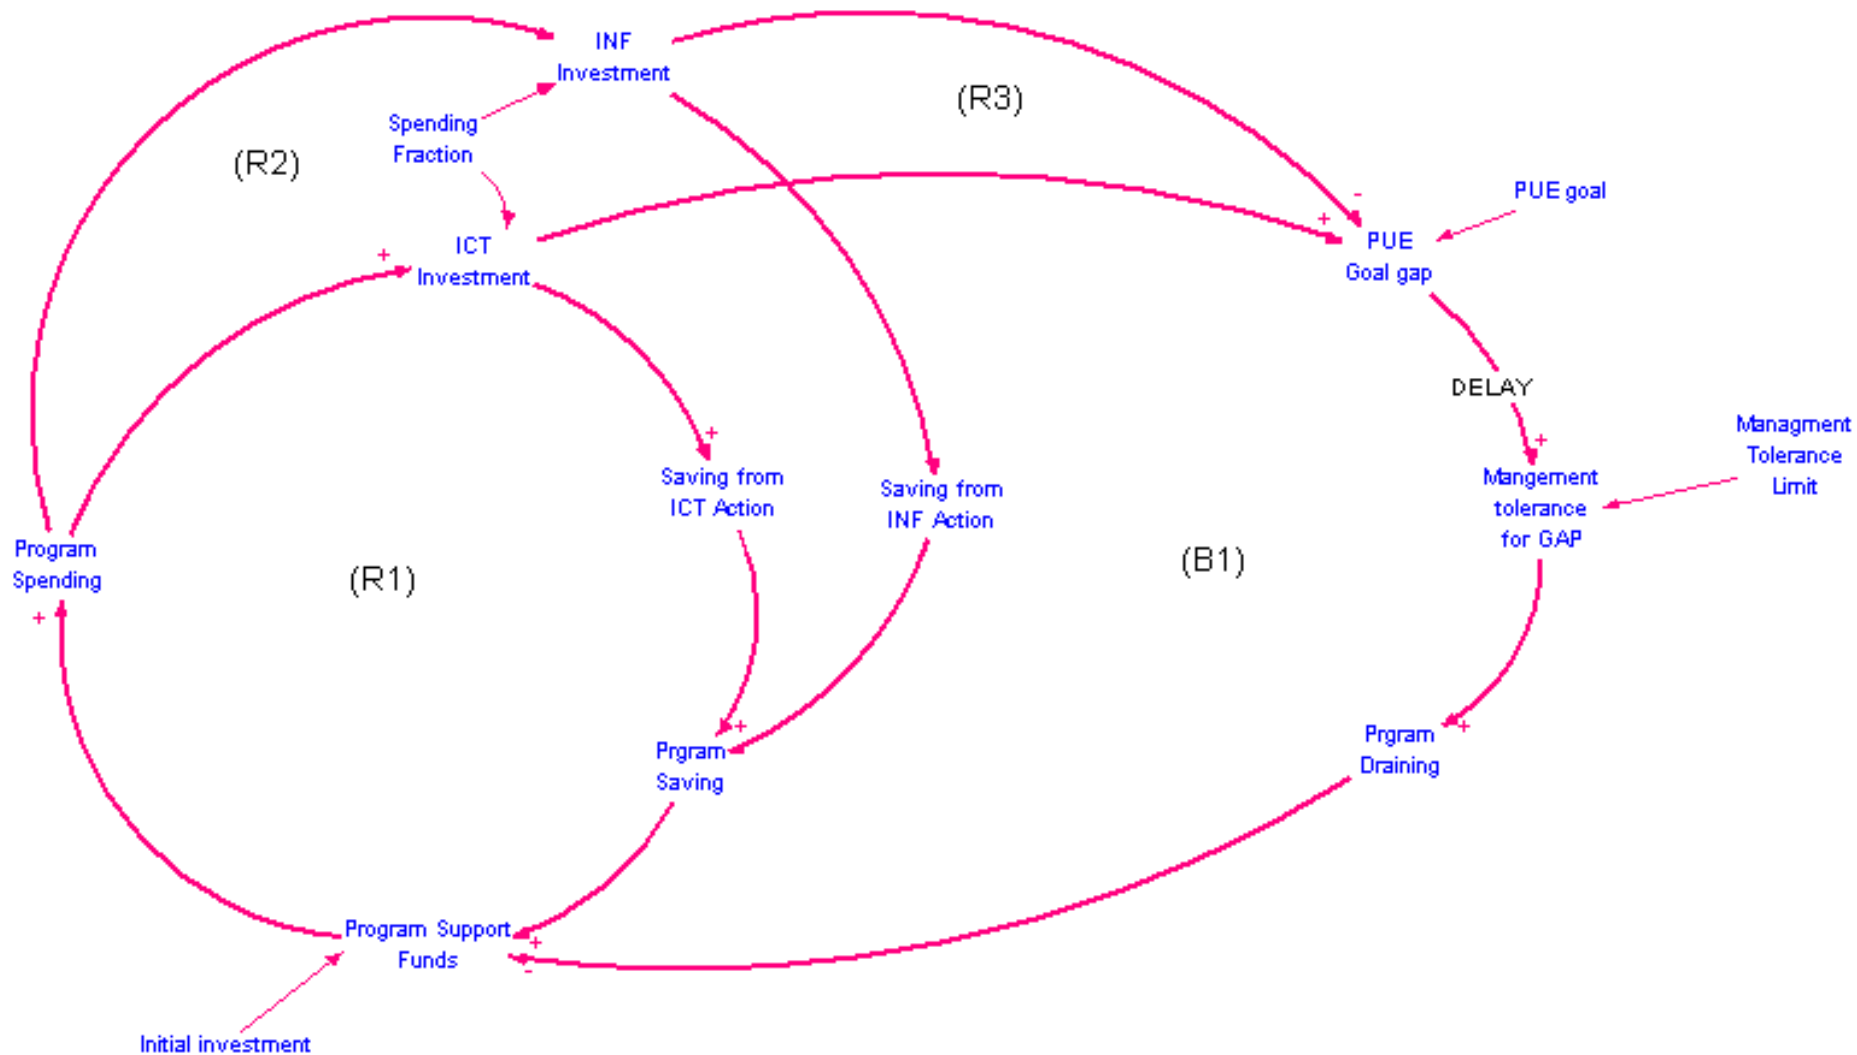 INF
Investment
(R3)
Spending
Fraction
(R2)
PUE goal
+
-
ICT
Investment
+
PUE
Goal gap
DELAY
+
+
Managment
Tolerance
Limit
Saving from
ICT Action
Saving from
INF Action
Mangement
tolerance
for GAP
Program
Spending
+
(R1)
(B1)
Prgram
Saving
+
Prgram
Draining
+
Program Support
Funds
+
-
Initial investment